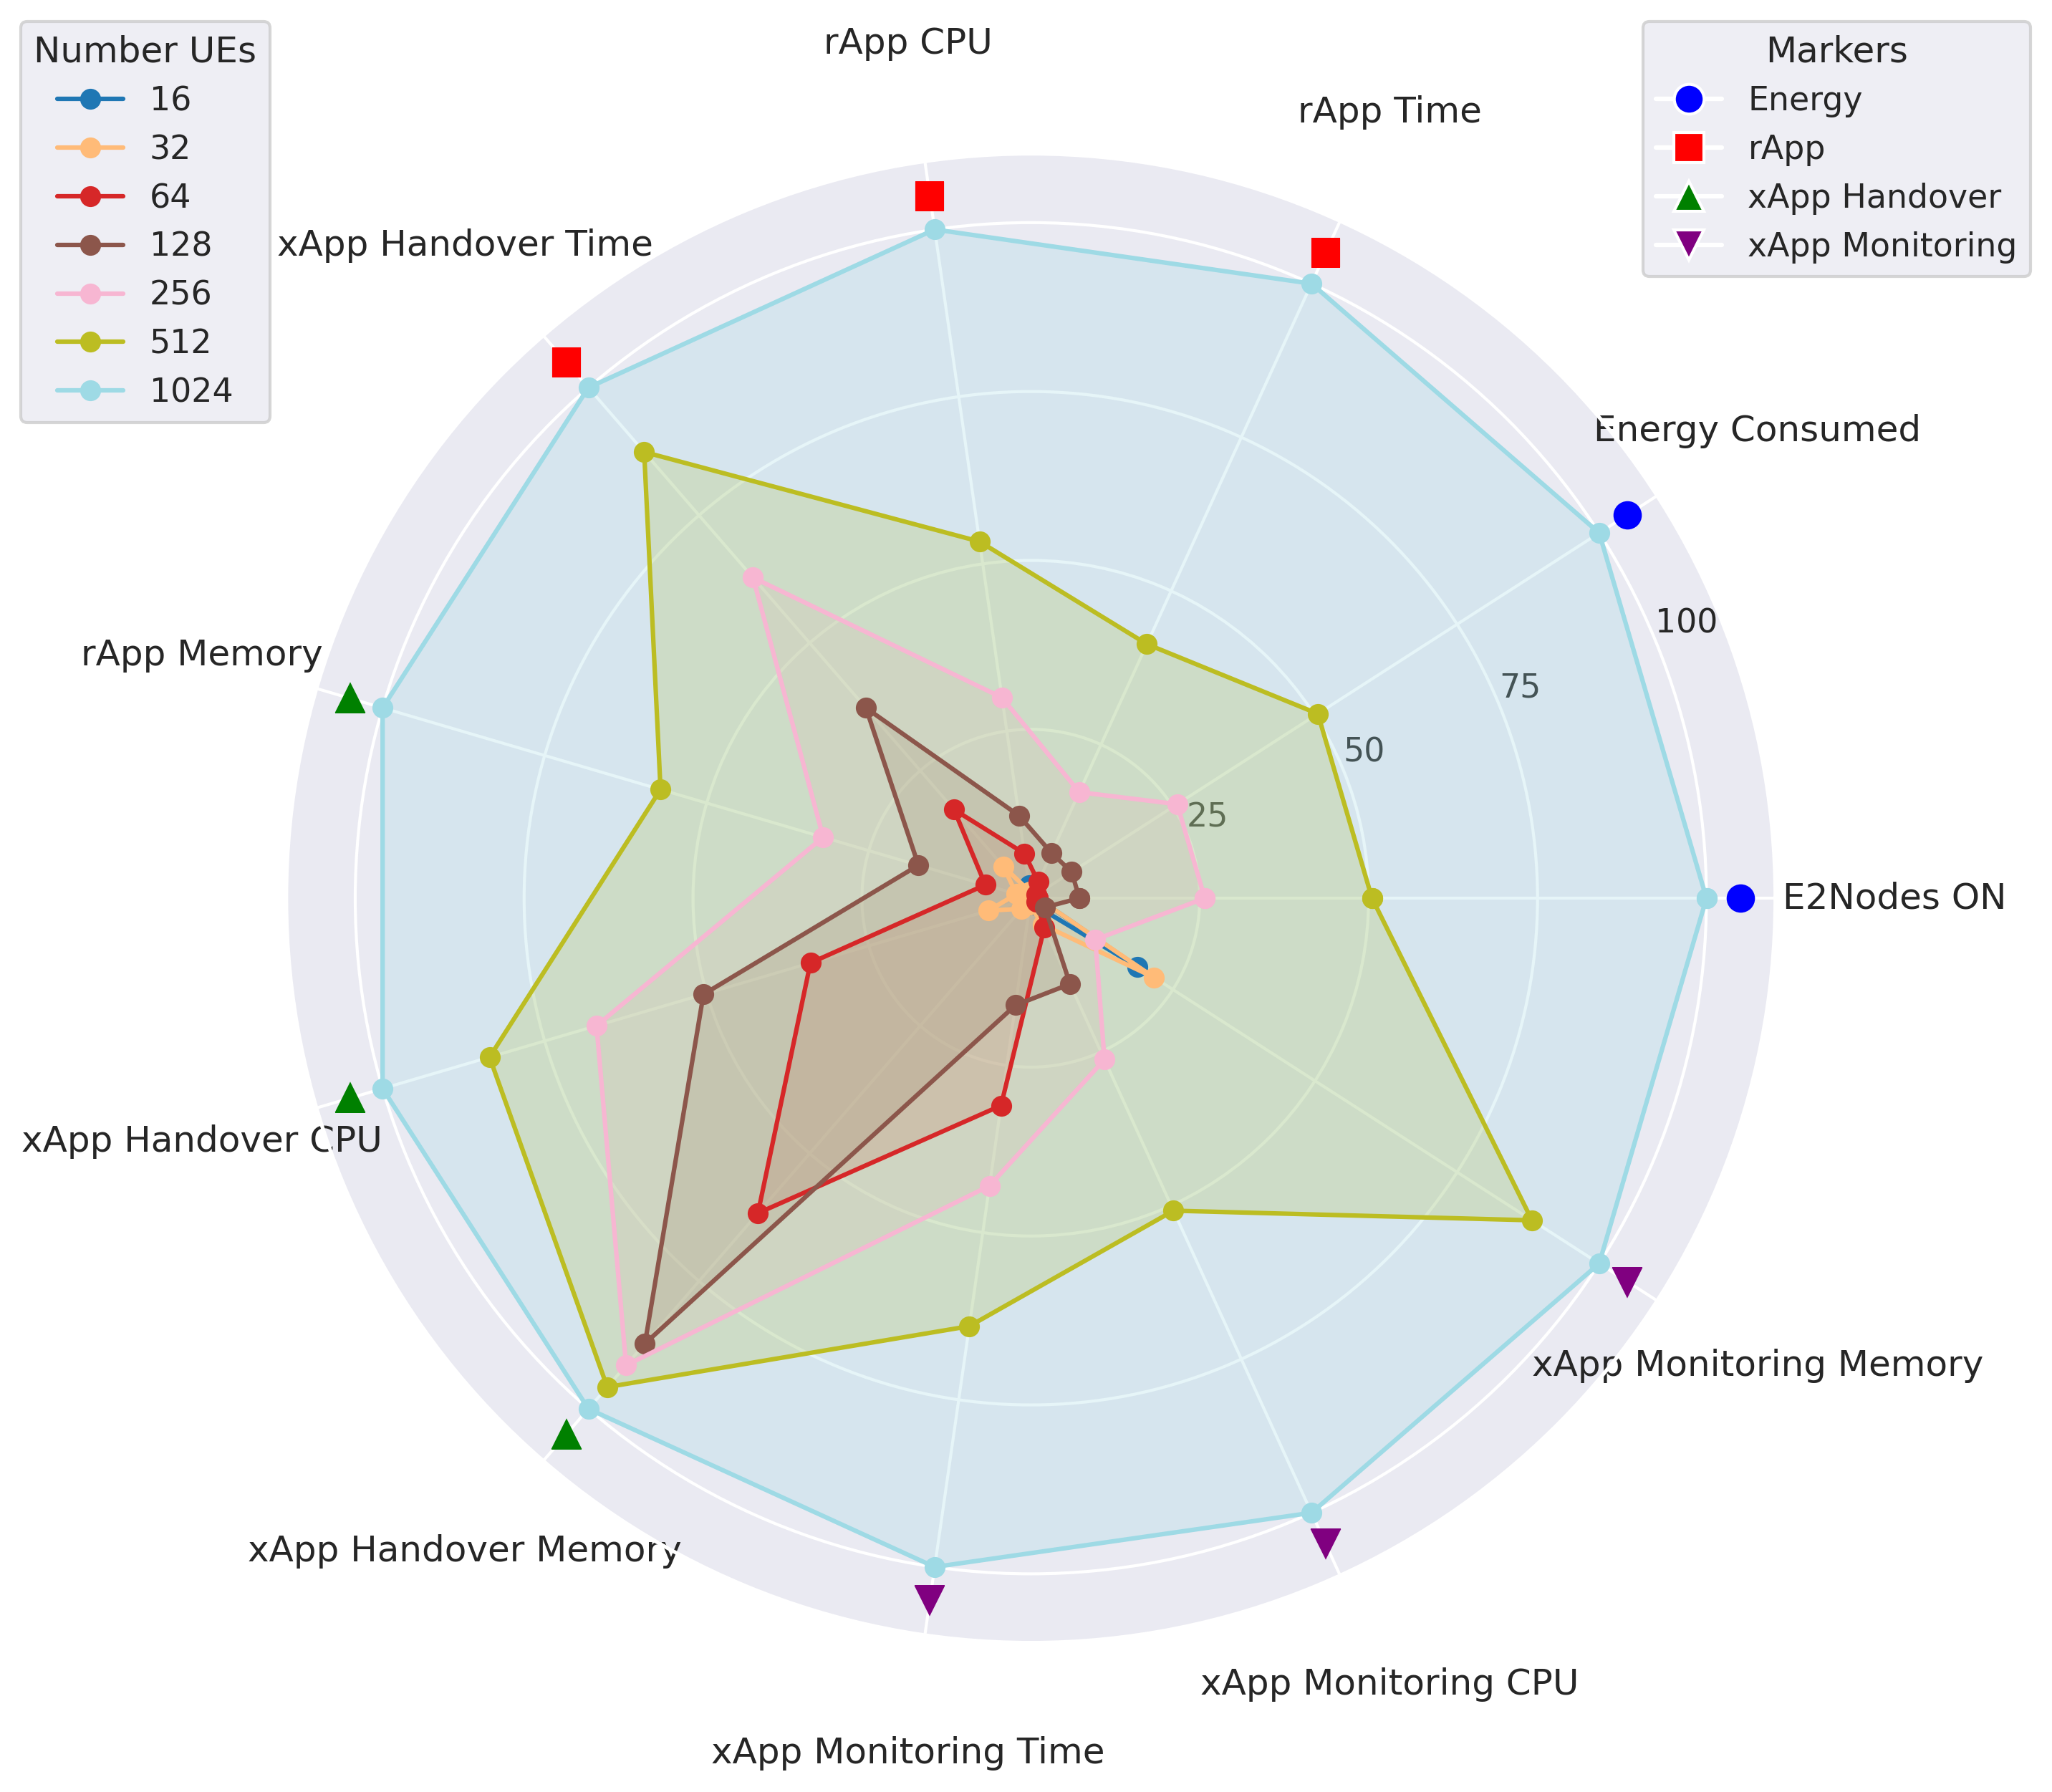 Number UEs
16
32
64
128
256
512
1024
Markers
Energy
rApp
xApp Handover
xApp Monitoring
rApp CPU
rApp Time
xApp Handover Time
Energy Consumed
100
rApp Memory
75
50
25
E2Nodes ON
xApp Handover CPU
xApp Monitoring Memory
xApp Handover Memory
xApp Monitoring CPU
xApp Monitoring Time